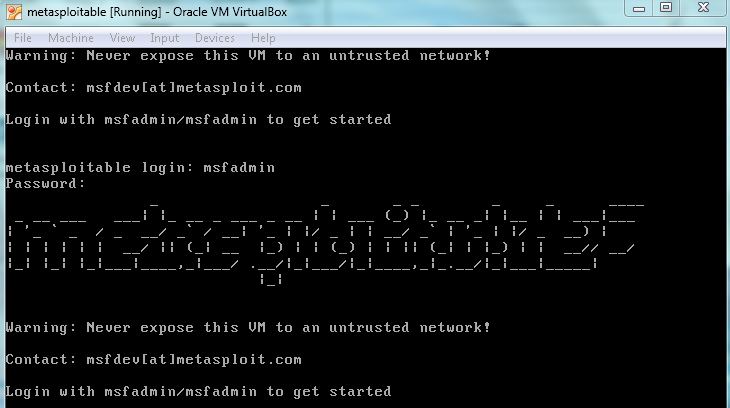 metasploitable [Running] - Oracle VM VirtualBox
File Machine View Input Devices Help
Warning: Never expose this VM to an untrusted network!
Contact: msfdev[at]metasploit.com
Login with msfadmin/msfadmin to get started
metasploitable login: msfadmin
Password:
metasploitable2
Warning: Never expose this VM to an untrusted network!
Contact: msfdev[at]metasploit.com
Login with msfadmin/msfadmin to get started